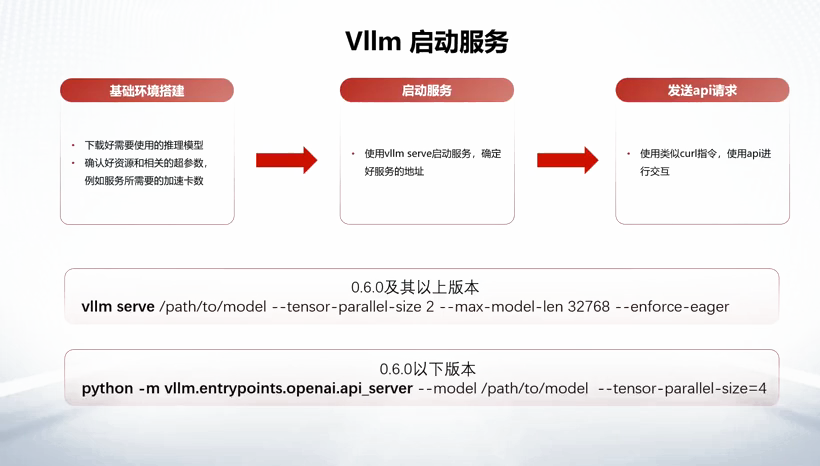 Vllm 启动服务
基础环境搭建
• 下载好需要使用的推理模型
• 确认好资源和相关的超参数，
例如服务所需要的加速卡数
启动服务
• 使用vllm serve启动服务，确定
好服务的地址
发送api请求
• 使用类似curl指令，使用api进
行交互
0.6.0及其以上版本
vllm serve /path/to/model --tensor-parallel-size 2 --max-model-len 32768 --enforce-eager
0.6.0以下版本
python -m vllm.entrypoints.openai.api_server --model /path/to/model --tensor-parallel-size=4